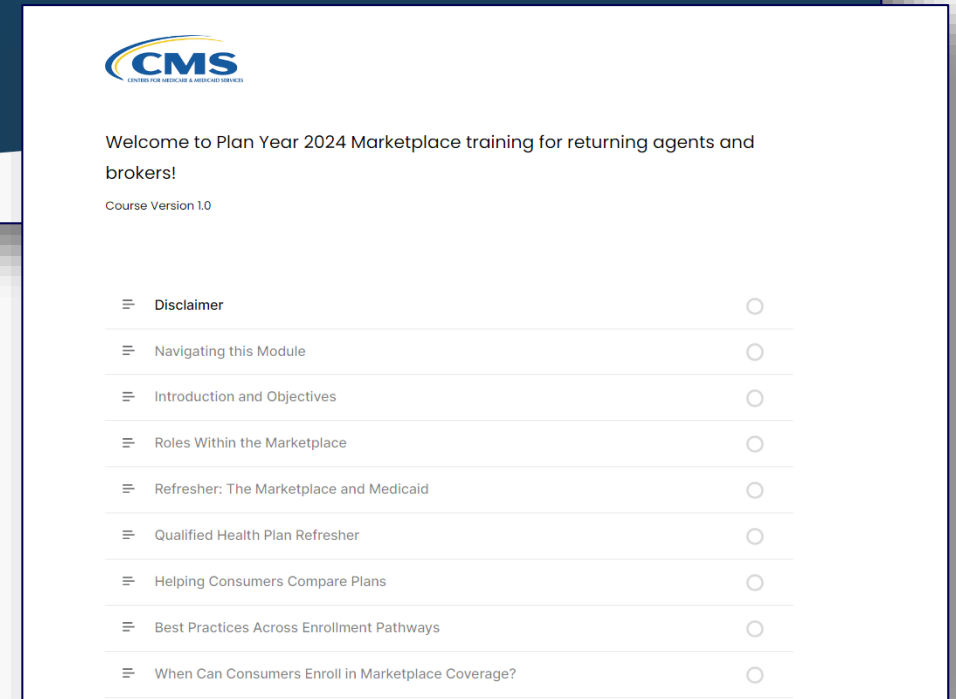 CMS
CENTERS FOR MEDICARE & MEDICAID SERVICES
Welcome to Plan Year 2024 Marketplace training for returning agents and
brokers!
Course Version 1.0
Disclaimer
Navigating this Module
Introduction and Objectives
Roles Within the Marketplace
Refresher: The Marketplace and Medicaid
Qualified Health Plan Refresher
Helping Consumers Compare Plans
Best Practices Across Enrollment Pathways
When Can Consumers Enroll in Marketplace Coverage?